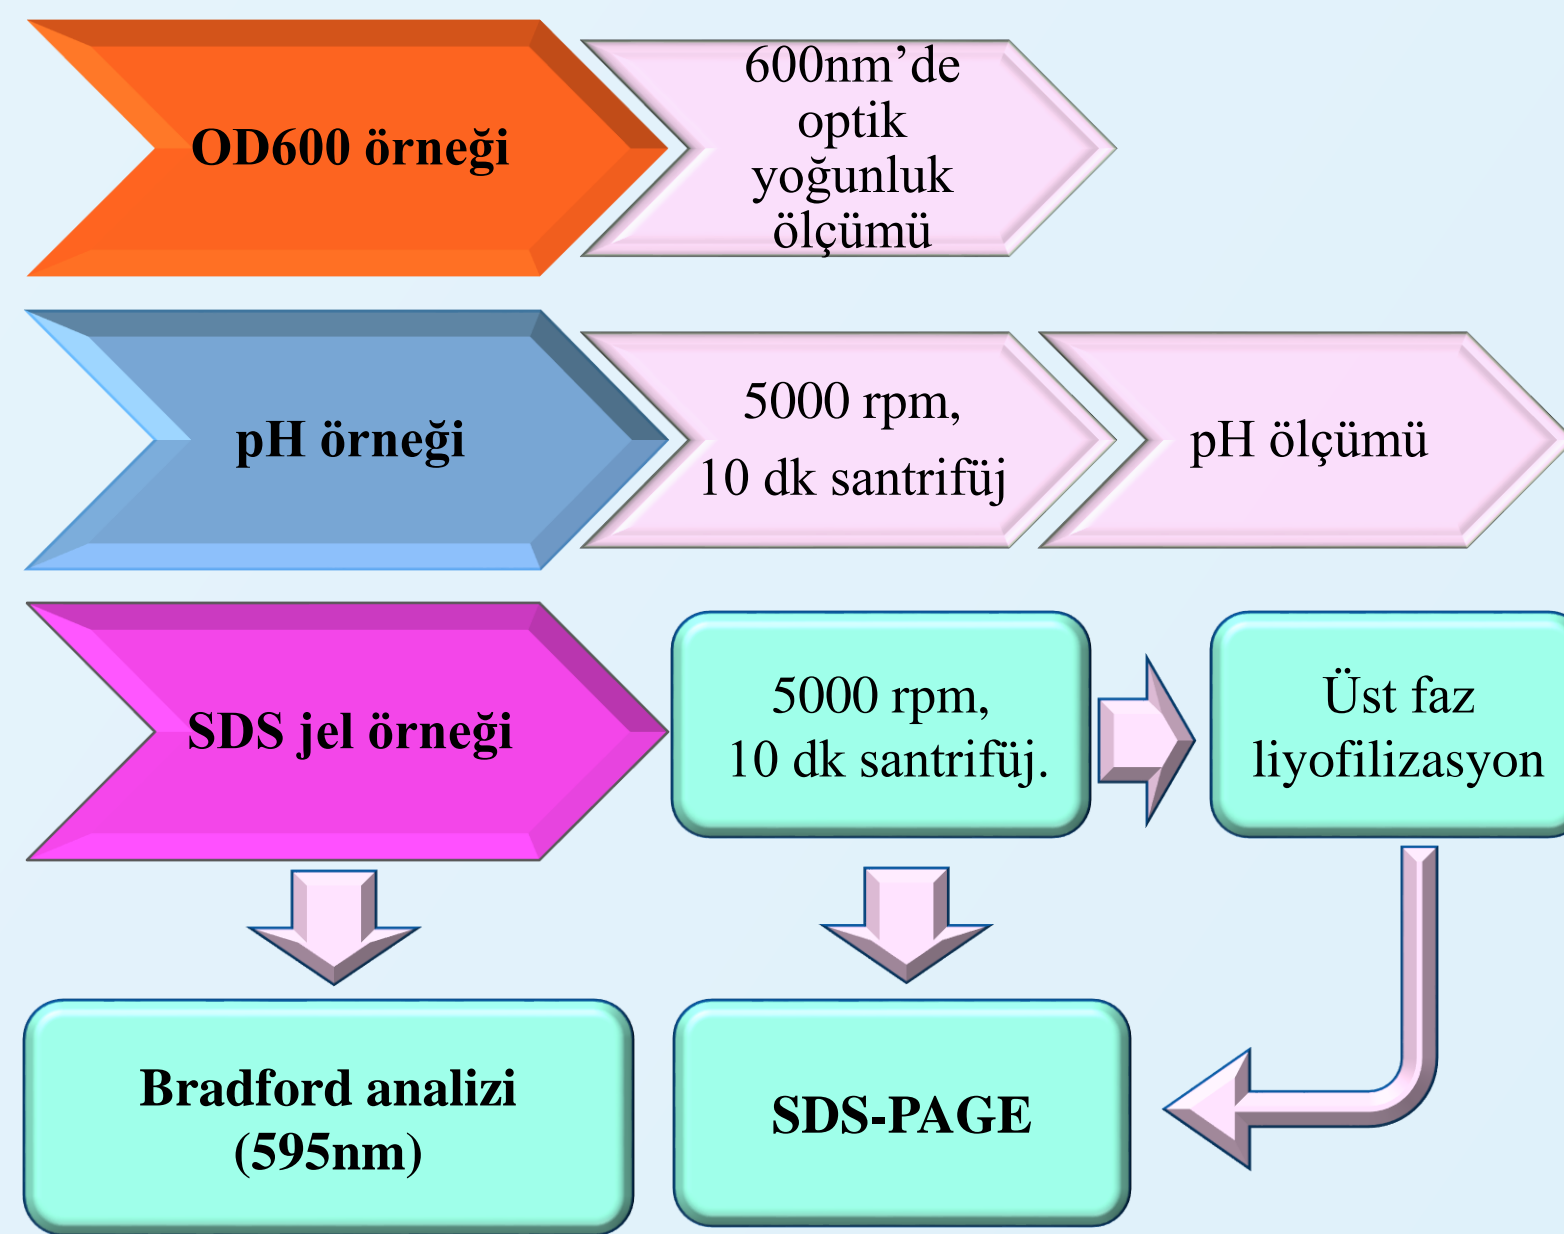 OD600 örneği
600nm’de
optik
yoğunluk
ölçümü
pH örneği
5000 rpm,
10 dk santrifüj
pH ölçümü
SDS jel örneği
5000 rpm,
10 dk santrifüj.
Üst faz
liyofilizasyon
Bradford analizi
(595nm)
SDS-PAGE